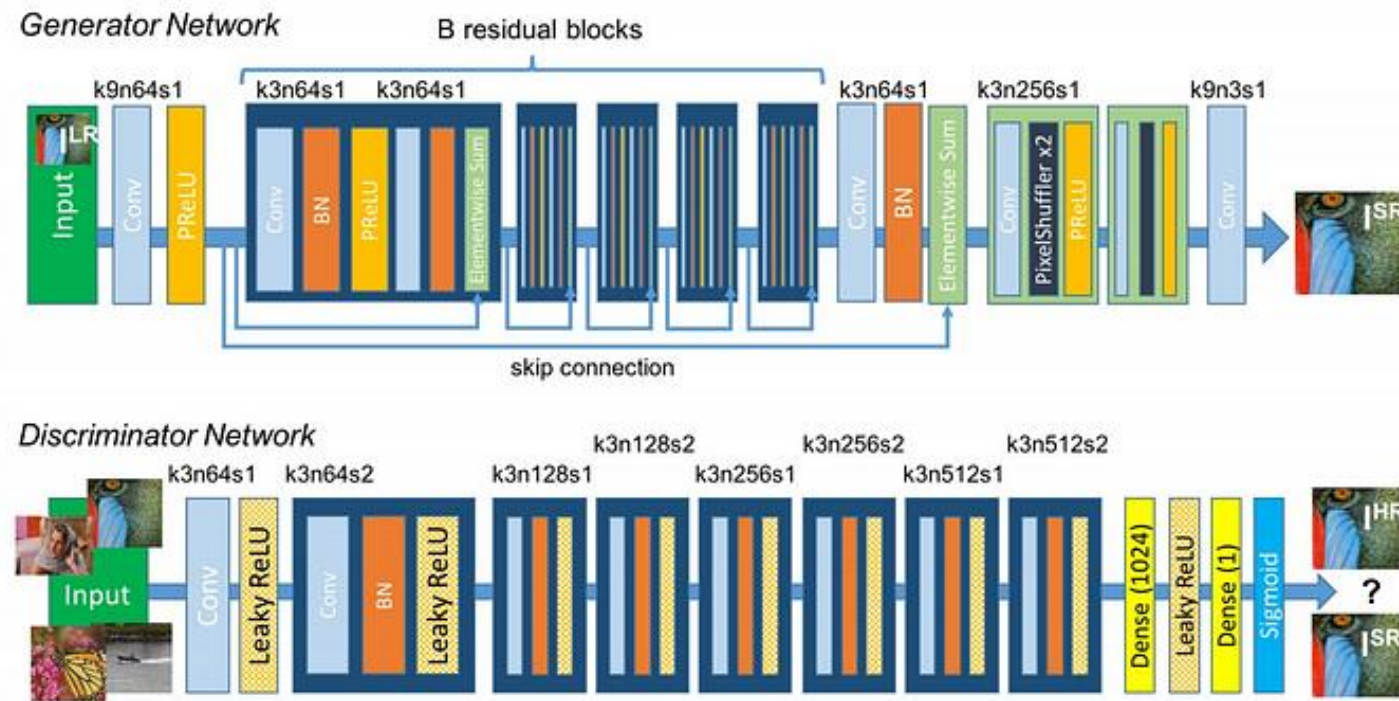 Generator Network
B residual blocks
k9n64s1
k3n64s1
k3n64s1
k3n64s1
k3n256s1
k9n3s1
I^LR
Input
Conv
PReLU
Conv
BN
PReLU
Elementwise Sum
Conv
BN
Elementwise Sum
Conv
PixelShuffler x2
PReLU
Conv
I^SR
skip connection
Discriminator Network
k3n64s1
k3n64s2
k3n128s1
k3n128s2
k3n256s1
k3n256s2
k3n512s1
k3n512s2
Input
Conv
Leaky ReLU
Conv
BN
Leaky ReLU
Dense (1024)
Leaky ReLU
Dense (1)
Sigmoid
I^HR
?
I^SR